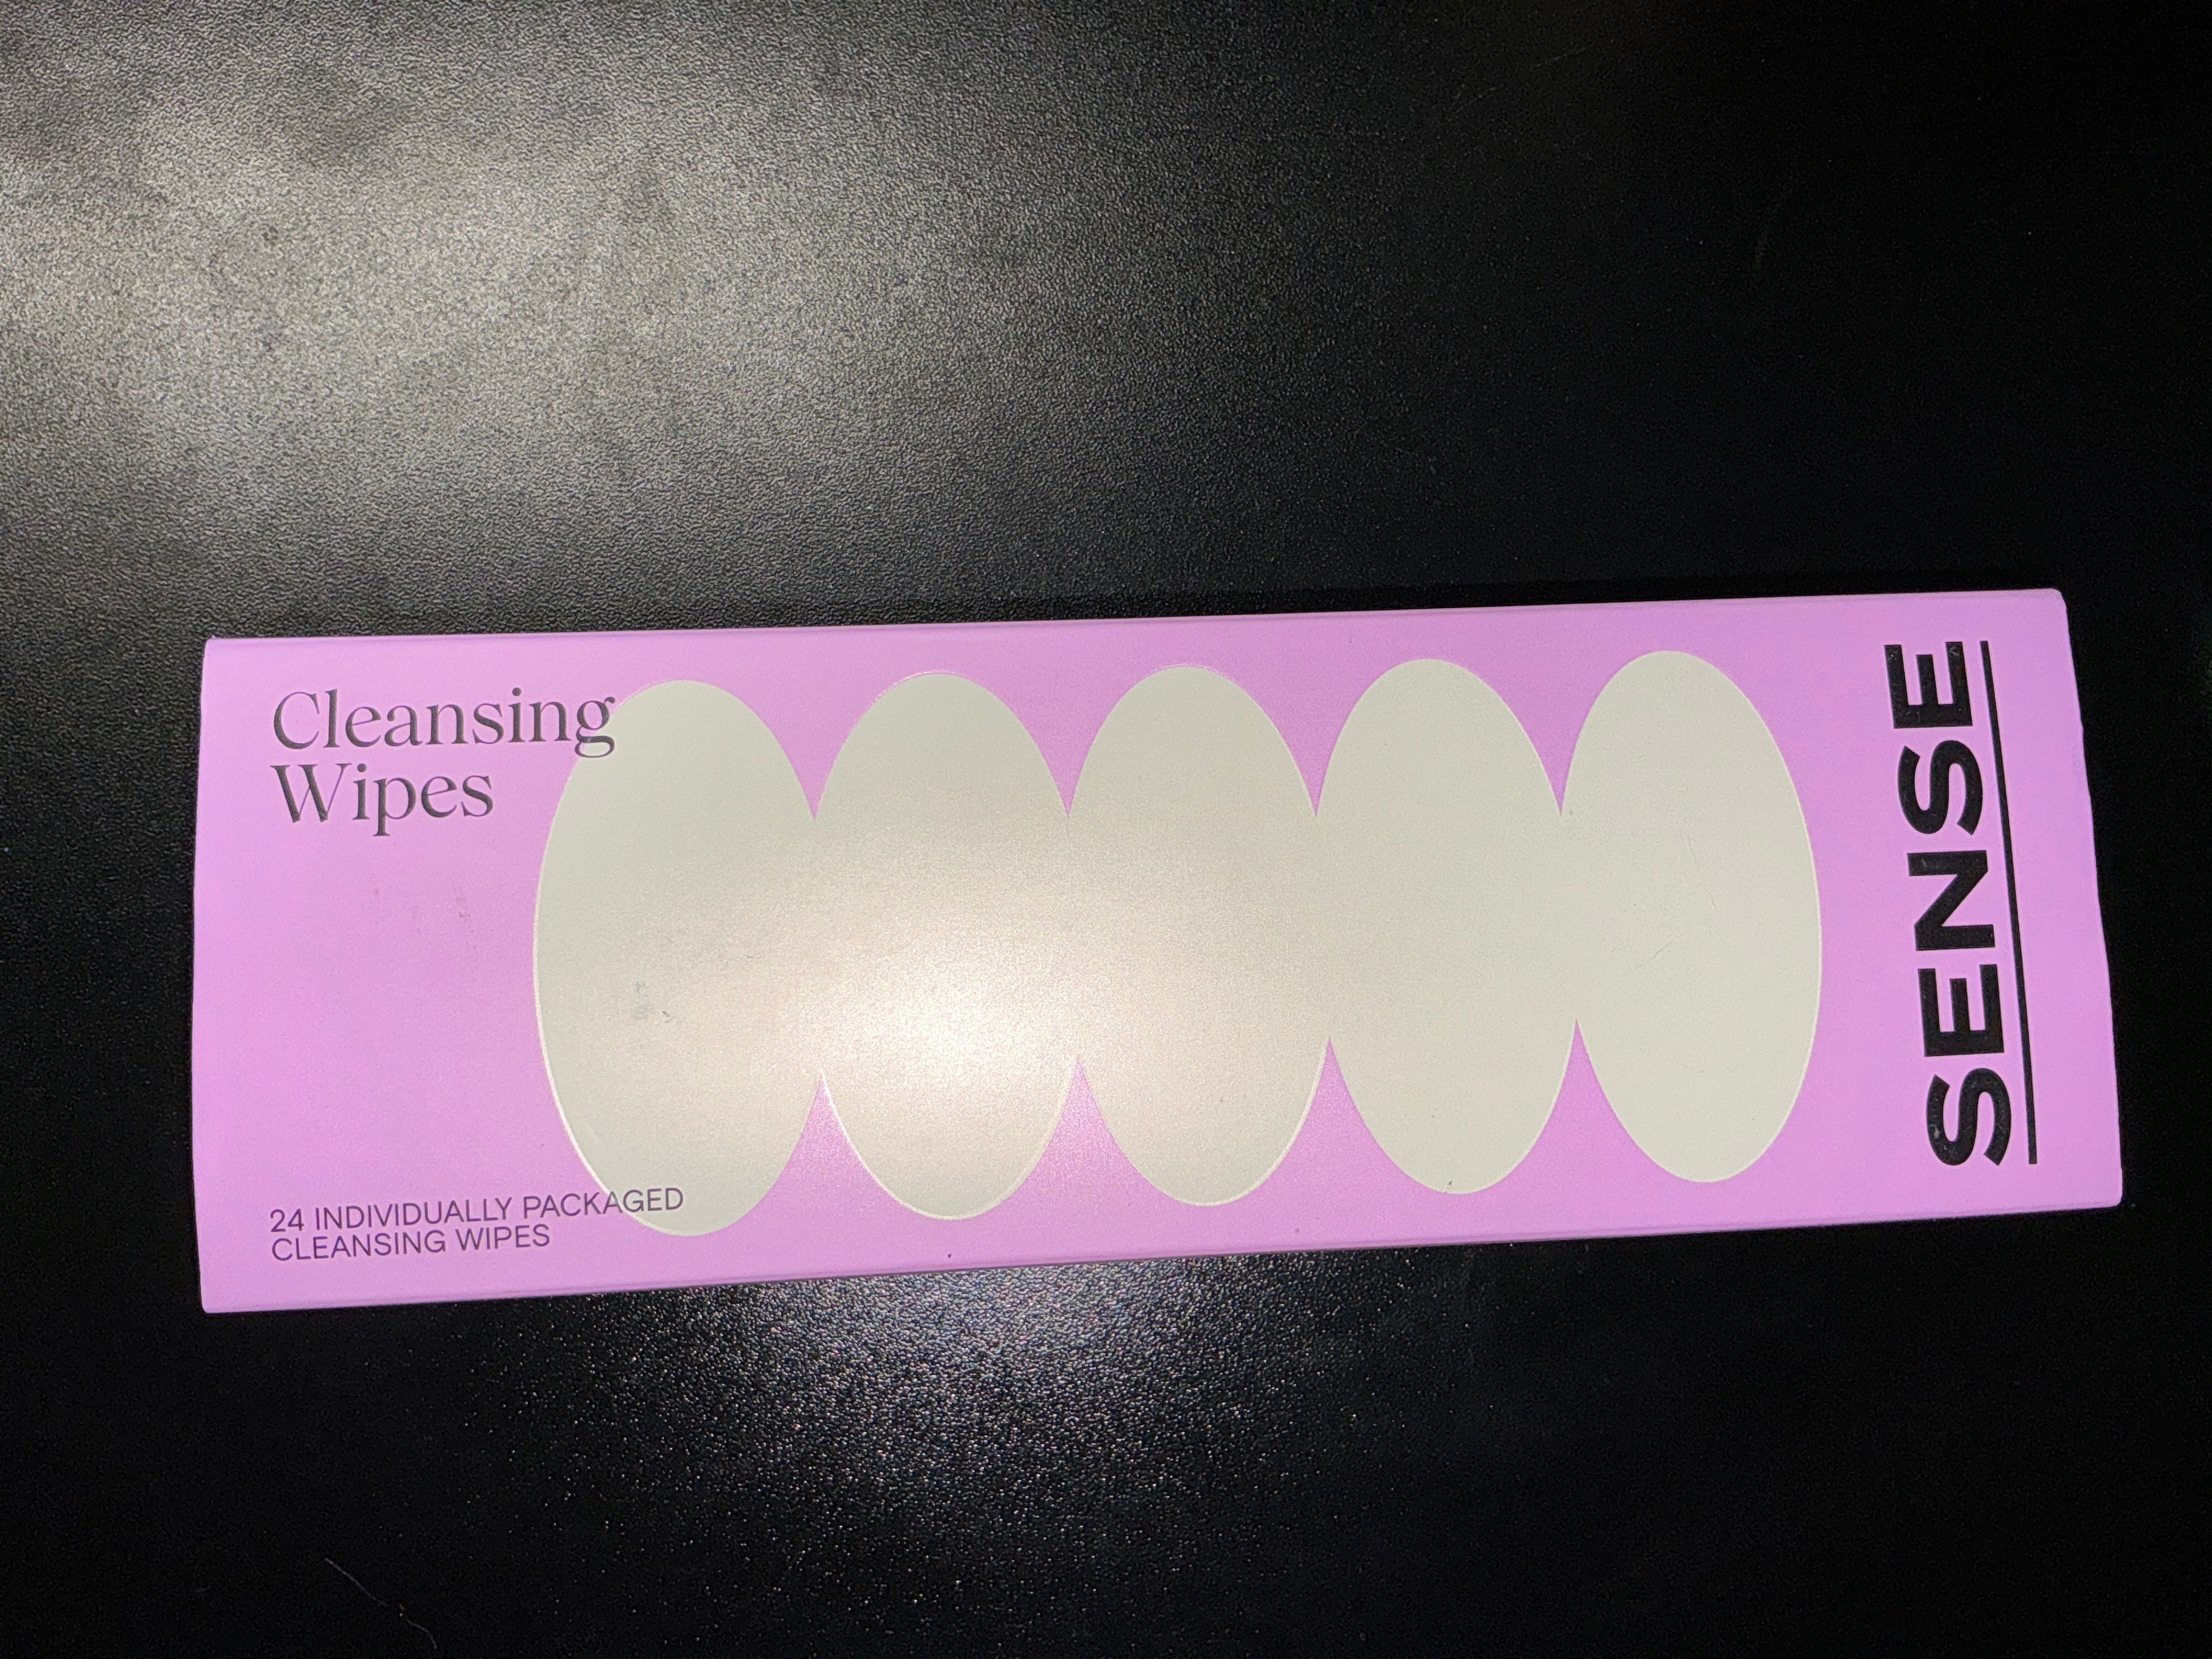 Cleansing
Wipes
24 INDIVIDUALLY PACKAGED
CLEANSING WIPES
SENSE